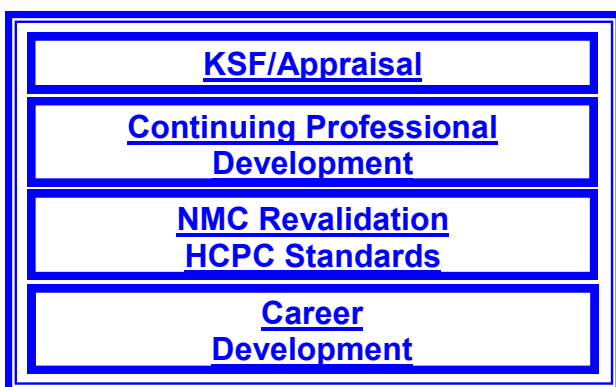 KSF/Appraisal
Continuing Professional
Development
NMC Revalidation
HCPC Standards
Career
Development